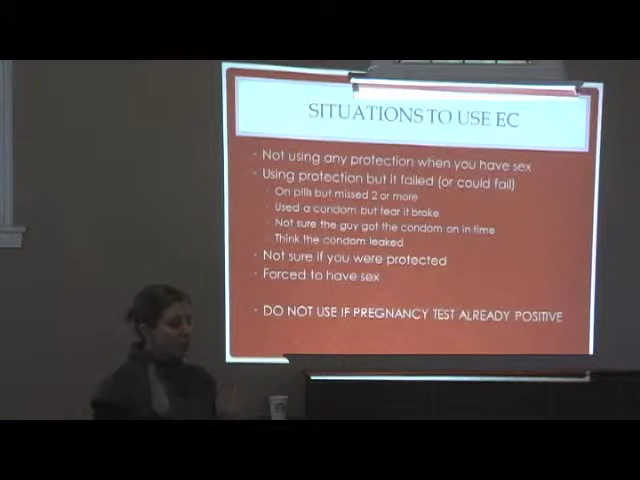 SITUATIONS TO USE EC
Not using any protection when you have sex
Using protection but it failed (or could fail)
On pills but missed 2 or more
Used a condom but fear it broke
Not sure the guy got the condom on in time
Think the condom leaked
Not sure if you were protected
Forced to have sex
DO NOT USE IF PREGNANCY TEST ALREADY POSITIVE